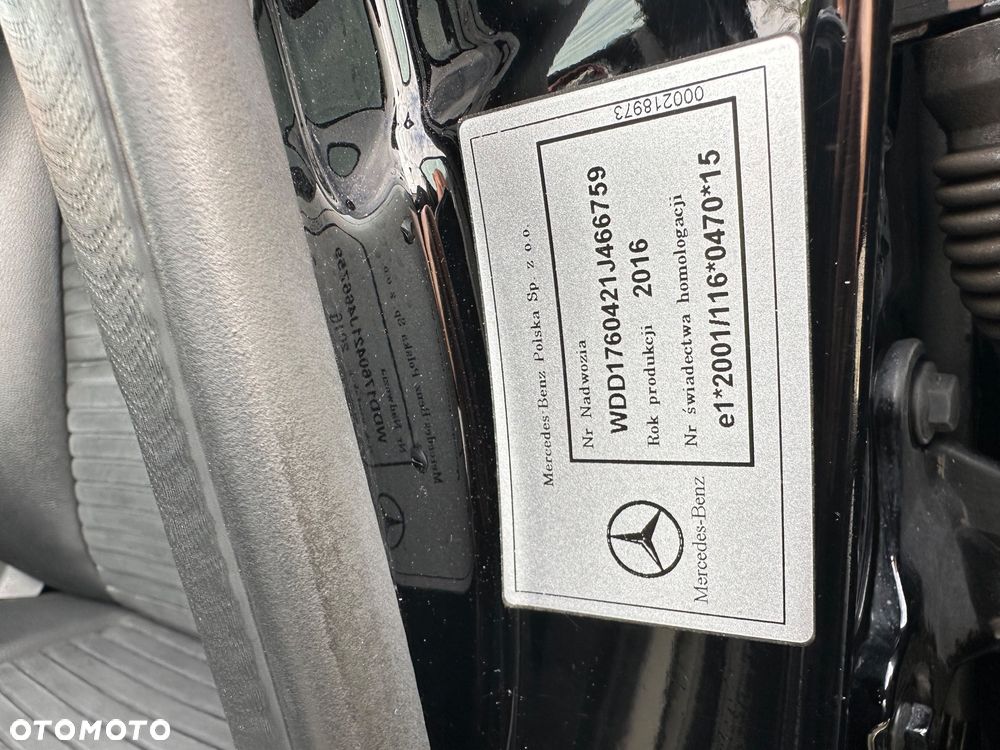 000218973
Mercedes-Benz Polska Sp. z o.o.
Nr Nadwozia
WDD1760421J466759
Rok produkcji 2016
Nr świadectwa homologacji
e1*2001/116*0470*15
Mercedes-Benz
OTOMOTO